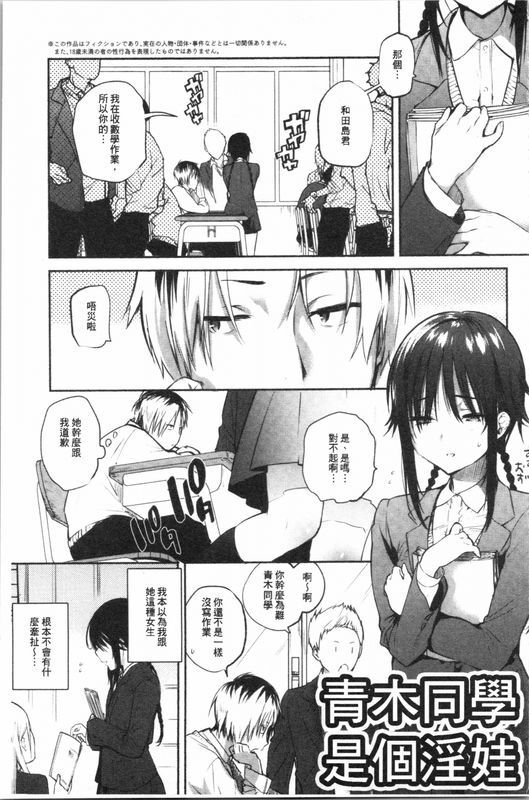 ※この作品はフィクションであり、実在の人物・団体・事件などとは一切関係ありません。
また、18歳未満の者の性行為を表現したものではありません。
那個…
和田島君
我在收數學作業，
所以你的…
唔災啦
是、是嗎…
對不起啊…
她幹麼跟
我道歉
啊～啊
你幹麼為難
青木同學
你還不是一樣
沒寫作業
我本以為我跟
她這種女生
根本不會有什
麼牽扯～…
青木同學
是個淫娃